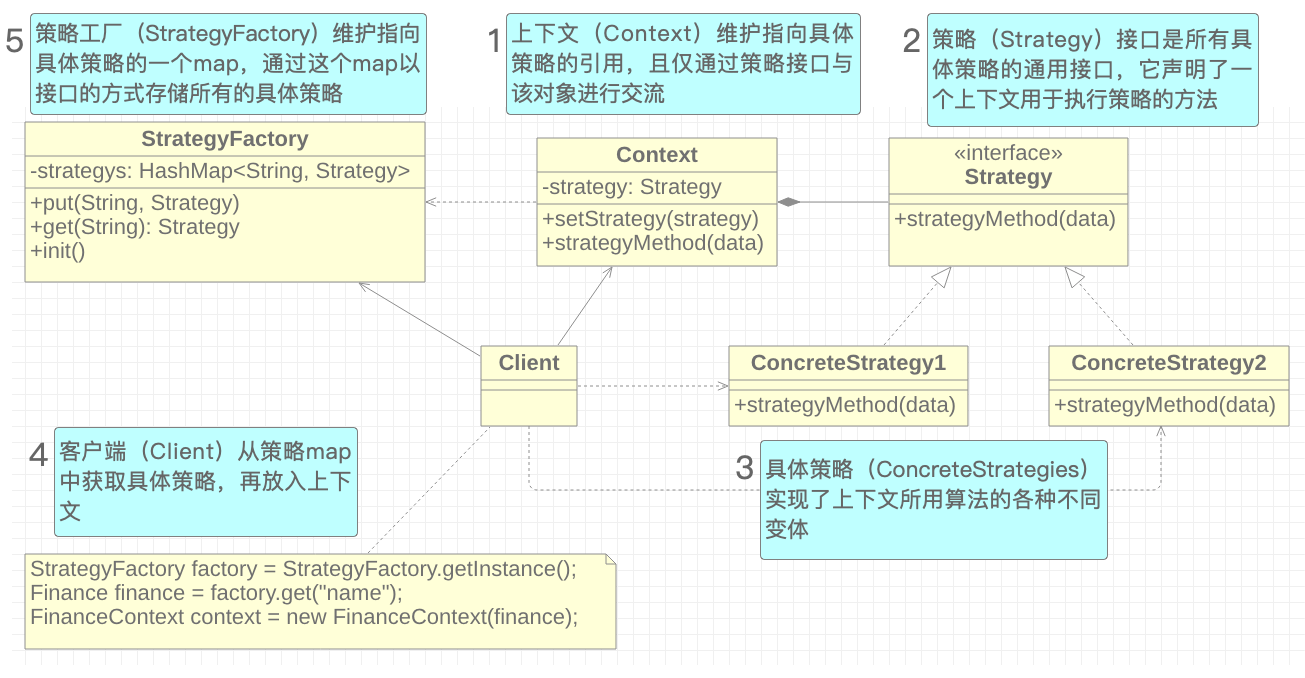 5
策略工厂（StrategyFactory）维护指向
具体策略的一个map，通过这个map以
接口的方式存储所有的具体策略
1
上下文（Context）维护指向具体
策略的引用，且仅通过策略接口与
该对象进行交流
2
策略（Strategy）接口是所有具
体策略的通用接口，它声明了一
个上下文用于执行策略的方法
StrategyFactory
-strategys: HashMap<String, Strategy>
+put(String, Strategy)
+get(String): Strategy
+init()
Context
-strategy: Strategy
+setStrategy(strategy)
+strategyMethod(data)
«interface»
Strategy
+strategyMethod(data)
Client
ConcreteStrategy1
+strategyMethod(data)
ConcreteStrategy2
+strategyMethod(data)
4
客户端（Client）从策略map
中获取具体策略，再放入上下
文
3
具体策略（ConcreteStrategies）
实现了上下文所用算法的各种不同
变体
StrategyFactory factory = StrategyFactory.getInstance();
Finance finance = factory.get("name");
FinanceContext context = new FinanceContext(finance);